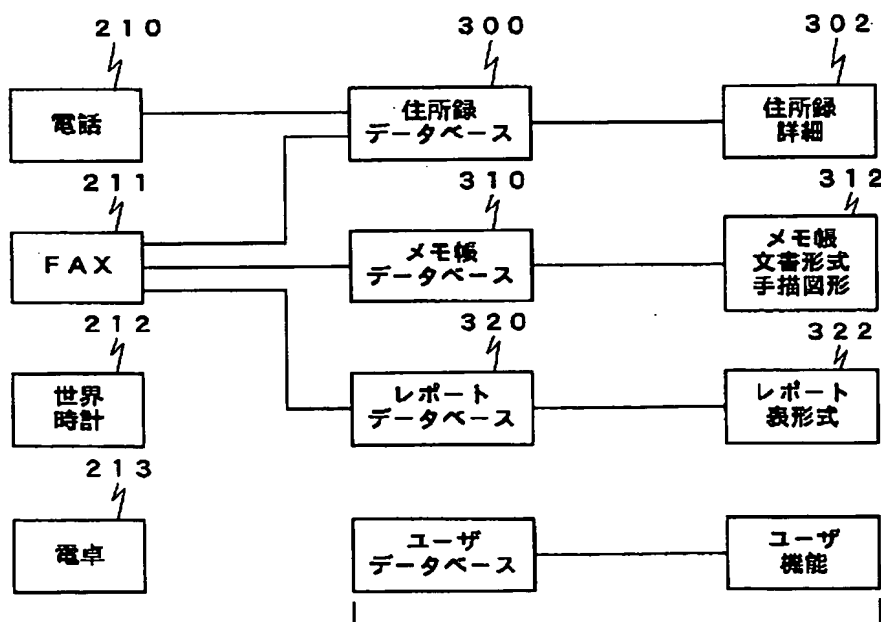 ２１０
３００
３０２
電話
住所録
データベース
住所録
詳細
２１１
３１０
３１２
ＦＡＸ
メモ帳
データベース
メモ帳
文書形式
手描図形
２１２
３２０
３２２
世界
時計
レポート
データベース
レポート
表形式
２１３
電卓
ユーザ
データベース
ユーザ
機能